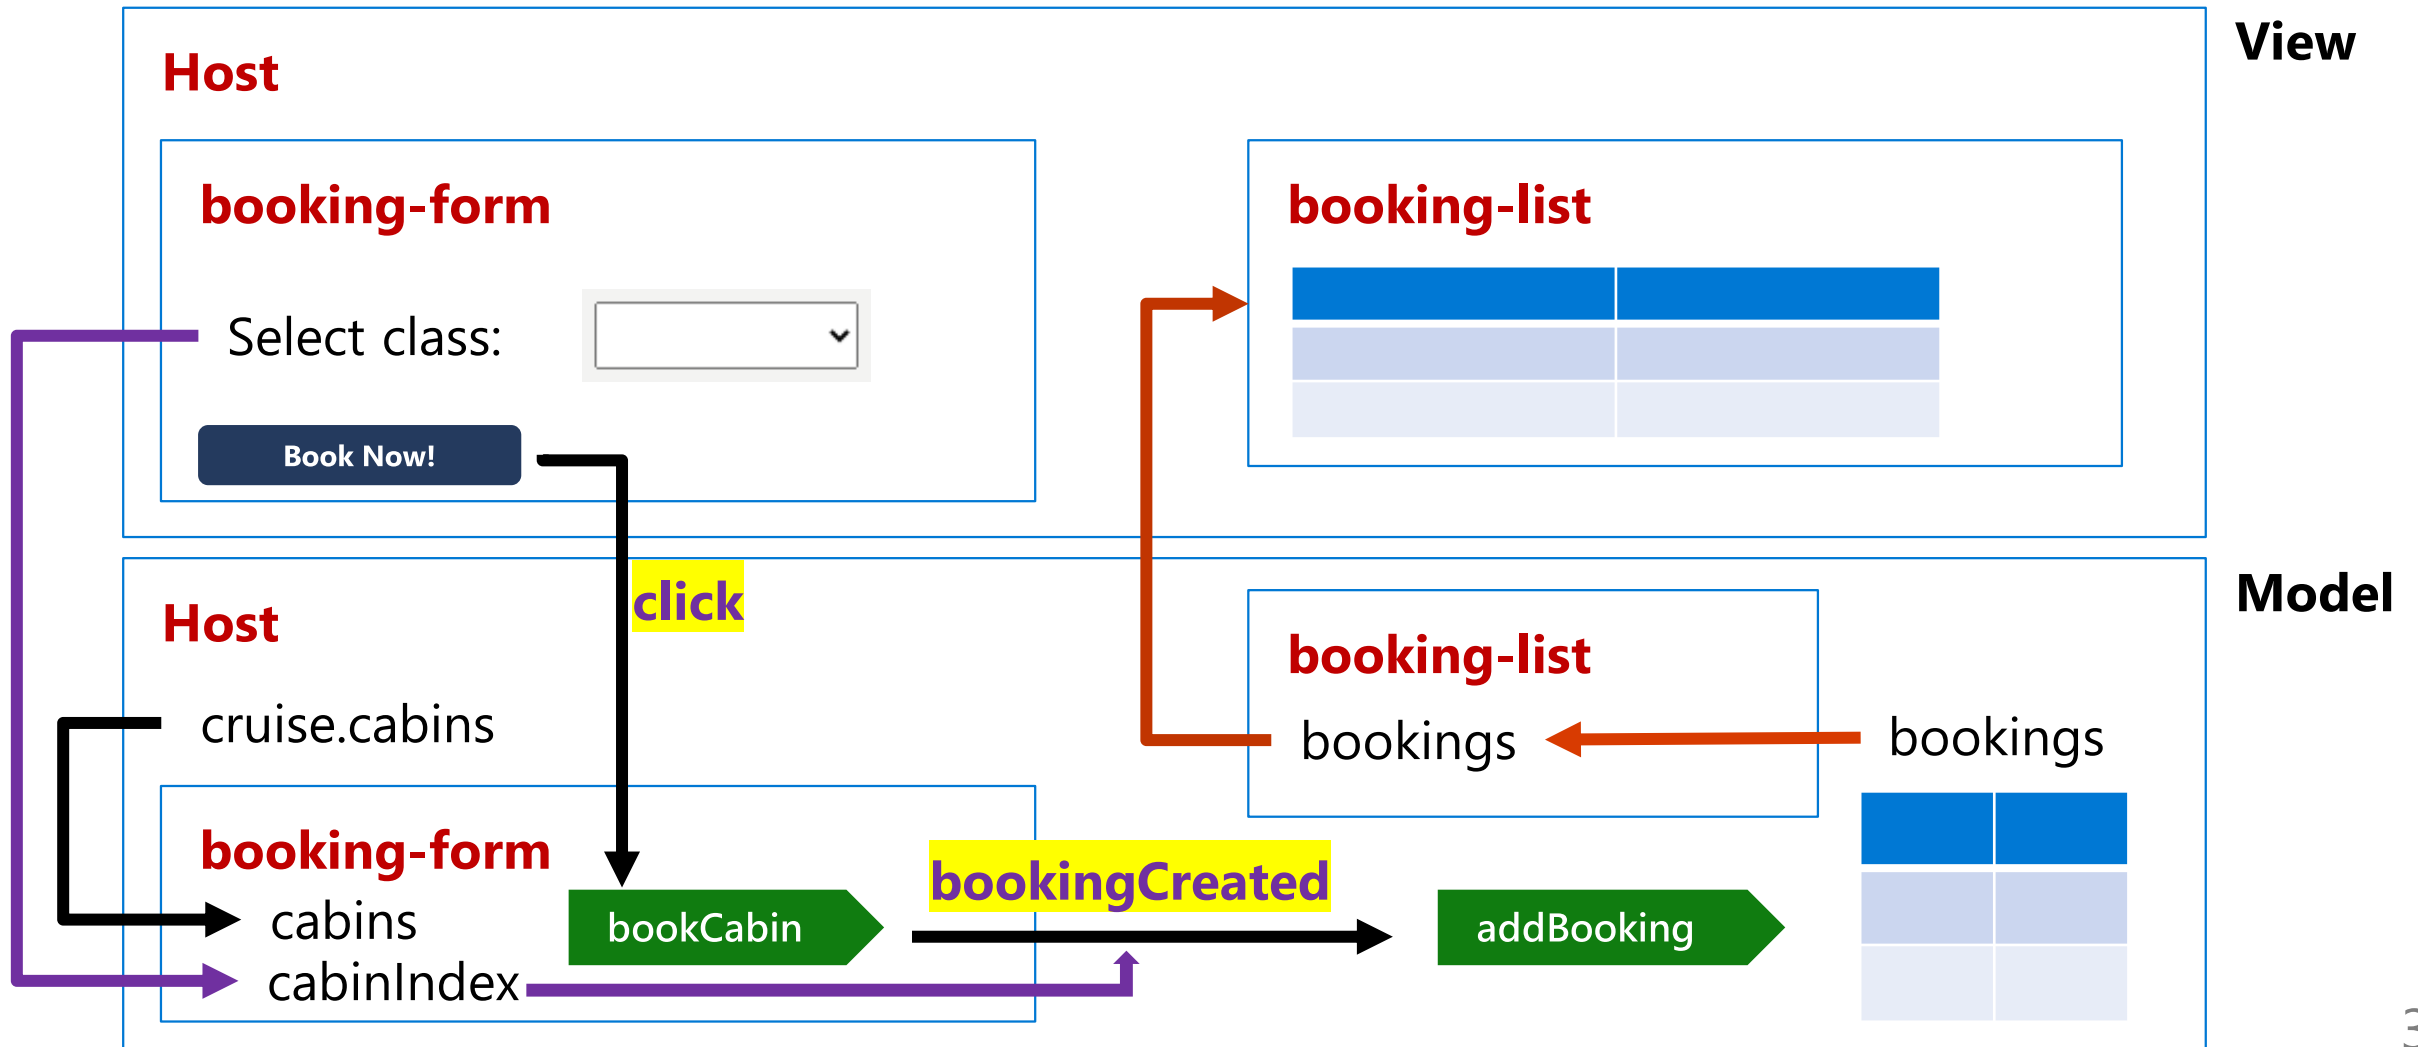 View
Host
booking-form
booking-list
Select class:
Book Now!
click
Model
Host
booking-list
cruise.cabins
bookings
bookings
booking-form
bookingCreated
cabins
bookCabin
addBooking
cabinIndex